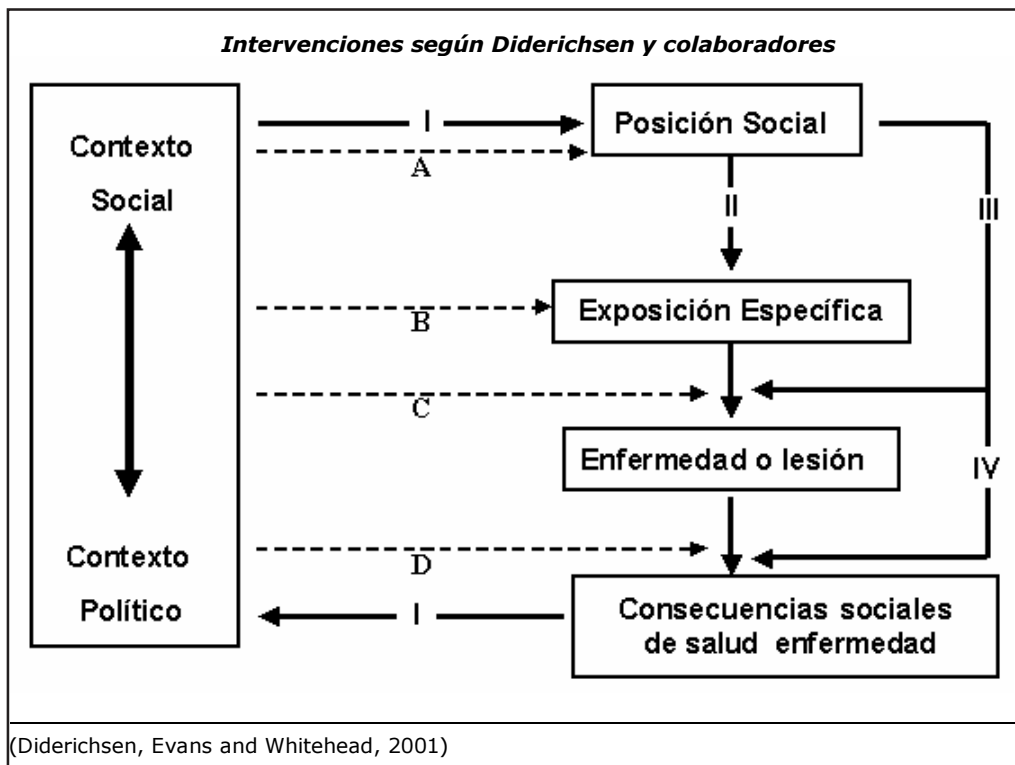 Intervenciones según Diderichsen y colaboradores
Contexto
Social
Contexto
Político
I
A
Posición Social
II
III
B
Exposición Específica
C
Enfermedad o lesión
IV
D
I
Consecuencias sociales
de salud enfermedad
(Diderichsen, Evans and Whitehead, 2001)